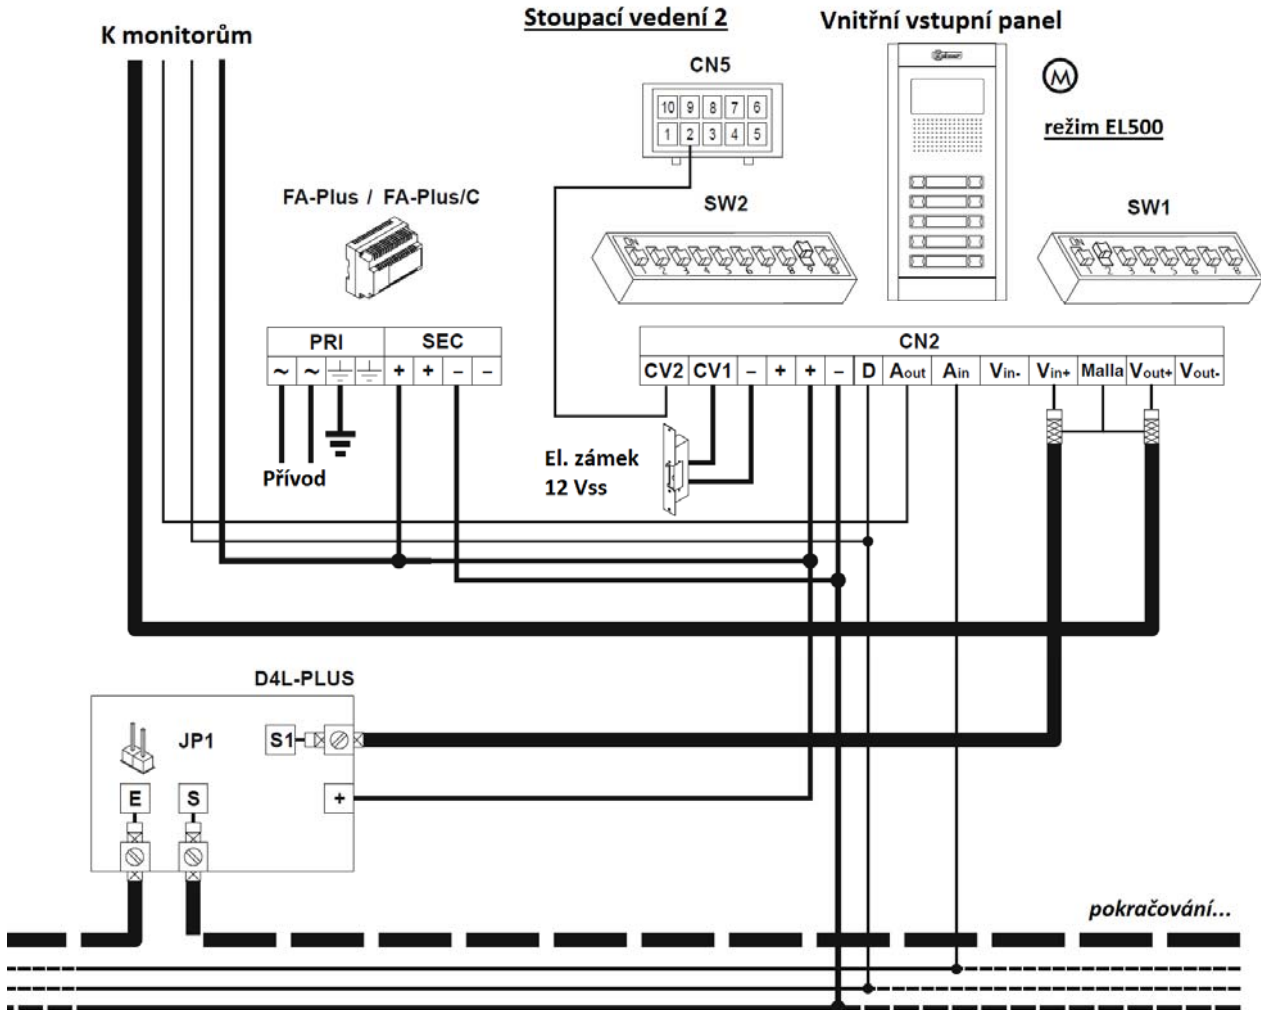 Stoupací vedení 2
Vnitřní vstupní panel
K monitorům
CN5
M
10 9 8 7 6
1 2 3 4 5
režim EL500
FA-Plus / FA-Plus/C
SW2
SW1
ON
1 2 3 4 5 6 7 8 9
ON
1 2 3 4 5 6 7 8
PRI SEC
~ ~ + + – –
CN2
CV2 CV1 – + + – D Aout Ain Vin- Vin+ Malla Vout+ Vout-
Přívod
El. zámek
12 Vss
D4L-PLUS
JP1
S1
E S +
pokračování...